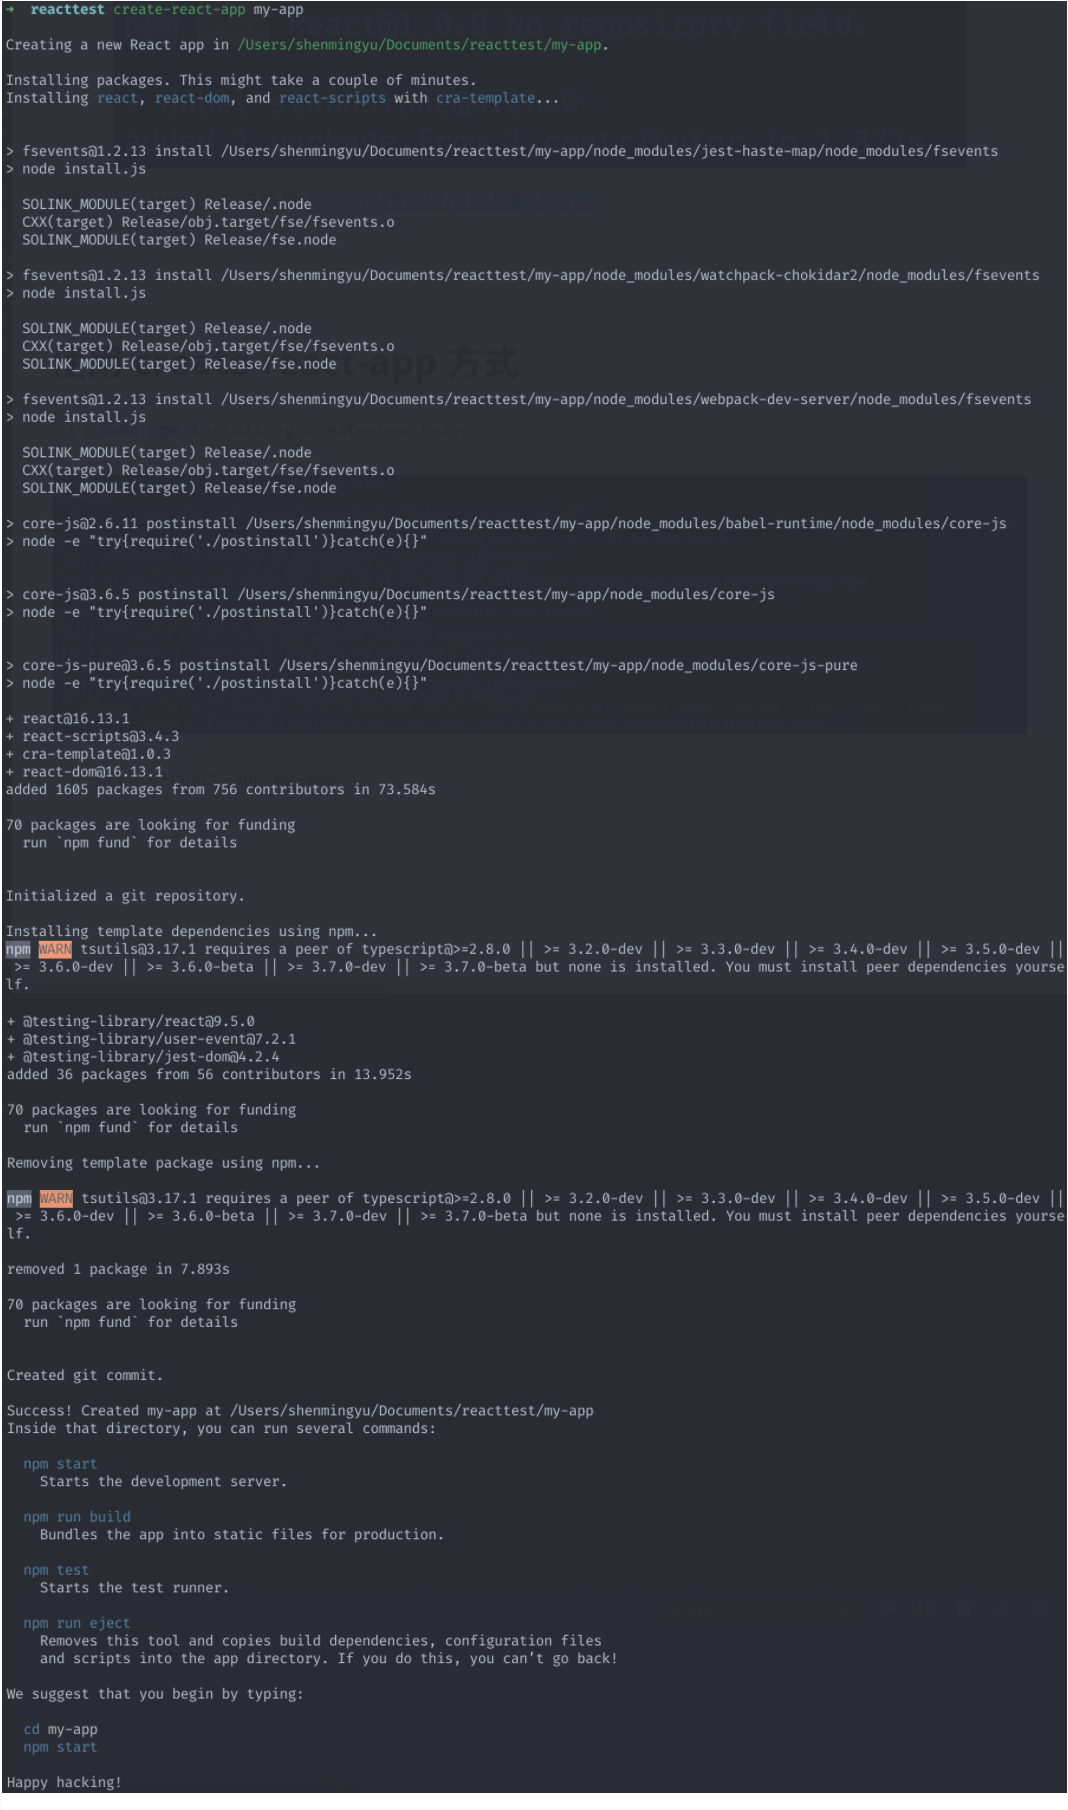 ➜  reacttest create-react-app my-app
Creating a new React app in /Users/shenmingyu/Documents/reacttest/my-app.
Installing packages. This might take a couple of minutes.
Installing react, react-dom, and react-scripts with cra-template...
> fsevents@1.2.13 install /Users/shenmingyu/Documents/reacttest/my-app/node_modules/jest-haste-map/node_modules/fsevents
> node install.js
SOLINK_MODULE(target) Release/.node
CXX(target) Release/obj.target/fse/fsevents.o
SOLINK_MODULE(target) Release/fse.node
> fsevents@1.2.13 install /Users/shenmingyu/Documents/reacttest/my-app/node_modules/watchpack-chokidar2/node_modules/fsevents
> node install.js
SOLINK_MODULE(target) Release/.node
CXX(target) Release/obj.target/fse/fsevents.o
SOLINK_MODULE(target) Release/fse.node
> fsevents@1.2.13 install /Users/shenmingyu/Documents/reacttest/my-app/node_modules/webpack-dev-server/node_modules/fsevents
> node install.js
SOLINK_MODULE(target) Release/.node
CXX(target) Release/obj.target/fse/fsevents.o
SOLINK_MODULE(target) Release/fse.node
> core-js@2.6.11 postinstall /Users/shenmingyu/Documents/reacttest/my-app/node_modules/babel-runtime/node_modules/core-js
> node -e "try{require('./postinstall')}catch(e){}"
> core-js@3.6.5 postinstall /Users/shenmingyu/Documents/reacttest/my-app/node_modules/core-js
> node -e "try{require('./postinstall')}catch(e){}"
> core-js-pure@3.6.5 postinstall /Users/shenmingyu/Documents/reacttest/my-app/node_modules/core-js-pure
> node -e "try{require('./postinstall')}catch(e){}"
+ react@16.13.1
+ react-scripts@3.4.3
+ cra-template@1.0.3
+ react-dom@16.13.1
added 1605 packages from 756 contributors in 73.584s
70 packages are looking for funding
run `npm fund` for details
Initialized a git repository.
Installing template dependencies using npm...
npm WARN tsutils@3.17.1 requires a peer of typescript@>=2.8.0 || >= 3.2.0-dev || >= 3.3.0-dev || >= 3.4.0-dev || >= 3.5.0-dev ||
>= 3.6.0-dev || >= 3.6.0-beta || >= 3.7.0-dev || >= 3.7.0-beta but none is installed. You must install peer dependencies yourse
lf.
+ @testing-library/react@9.5.0
+ @testing-library/user-event@7.2.1
+ @testing-library/jest-dom@4.2.4
added 36 packages from 56 contributors in 13.952s
70 packages are looking for funding
run `npm fund` for details
Removing template package using npm...
npm WARN tsutils@3.17.1 requires a peer of typescript@>=2.8.0 || >= 3.2.0-dev || >= 3.3.0-dev || >= 3.4.0-dev || >= 3.5.0-dev ||
>= 3.6.0-dev || >= 3.6.0-beta || >= 3.7.0-dev || >= 3.7.0-beta but none is installed. You must install peer dependencies yourse
lf.
removed 1 package in 7.893s
70 packages are looking for funding
run `npm fund` for details
Created git commit.
Success! Created my-app at /Users/shenmingyu/Documents/reacttest/my-app
Inside that directory, you can run several commands:
npm start
Starts the development server.
npm run build
Bundles the app into static files for production.
npm test
Starts the test runner.
npm run eject
Removes this tool and copies build dependencies, configuration files
and scripts into the app directory. If you do this, you can’t go back!
We suggest that you begin by typing:
cd my-app
npm start
Happy hacking!